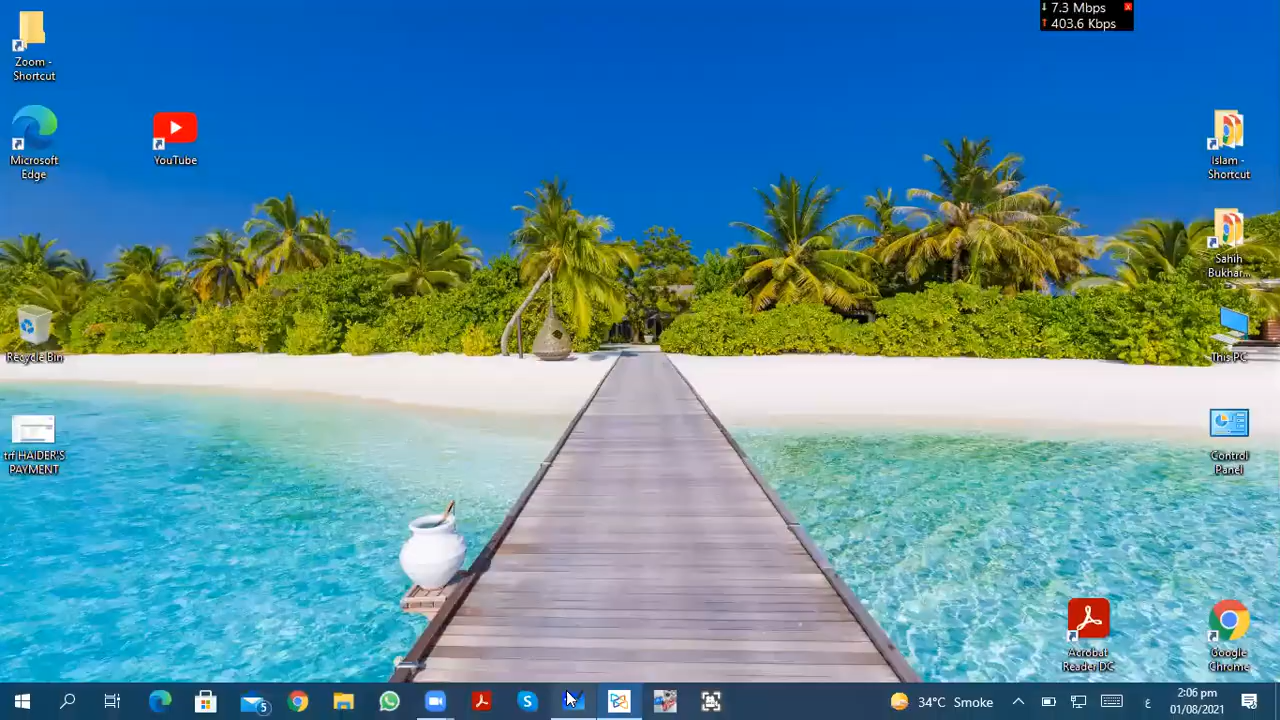 ↓ 7.3 Mbps
↑ 403.6 Kbps
Zoom -
Shortcut
Microsoft
Edge
YouTube
Islam -
Shortcut
Sahih
Bukhar...
Recycle Bin
This PC
trf HAIDER'S
PAYMENT
Control
Panel
Acrobat
Reader DC
Google
Chrome
5
34°C Smoke
ع
2:06 pm
01/08/2021